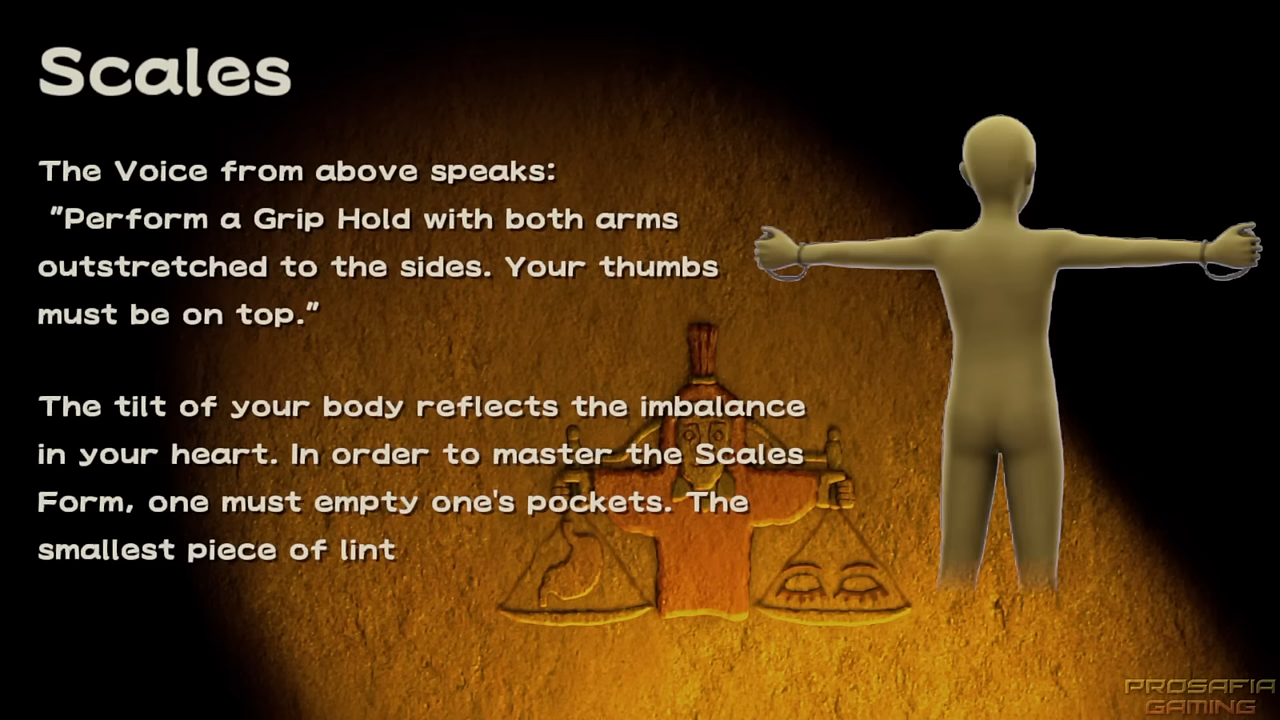 Scales
The Voice from above speaks:
"Perform a Grip Hold with both arms
outstretched to the sides. Your thumbs
must be on top."
The tilt of your body reflects the imbalance
in your heart. In order to master the Scales
Form, one must empty one's pockets. The
smallest piece of lint
PROSAFIA
GAMING